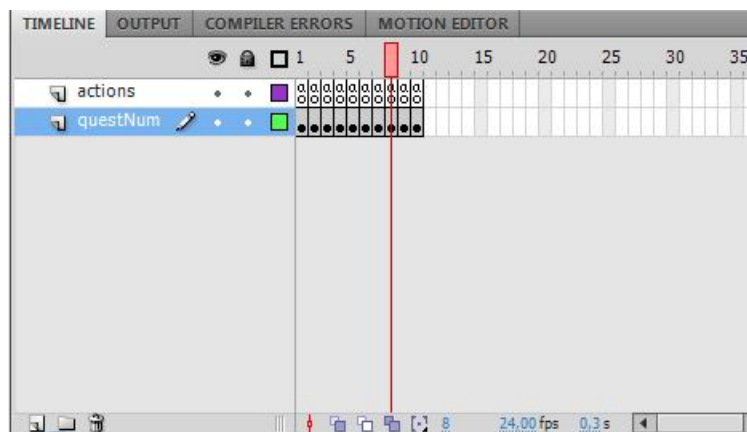 TIMELINE OUTPUT COMPILER ERRORS MOTION EDITOR
1 5 10 15 20 25 30 35
actions
questNum
8 24,00 fps 0,3 s